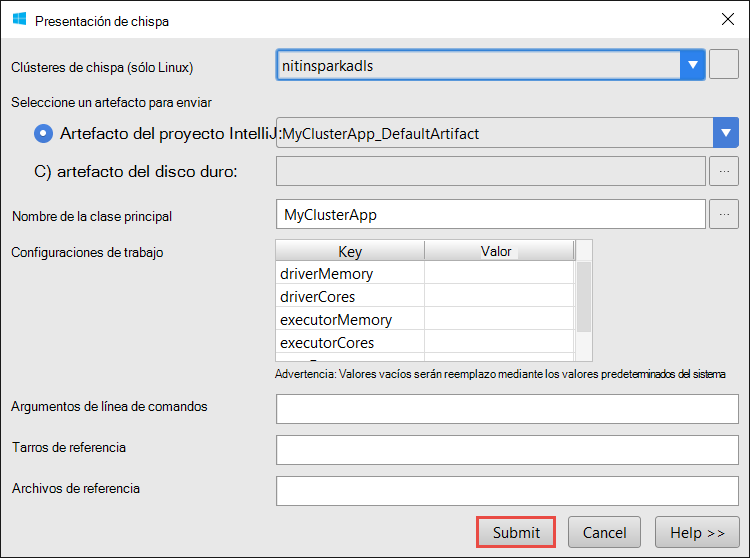 Presentación de chispa
Clústeres de chispa (sólo Linux)
nitinsparkadls
Seleccione un artefacto para enviar
Artefacto del proyecto IntelliJ:
MyClusterApp_DefaultArtifact
C) artefacto del disco duro:
...
Nombre de la clase principal
MyClusterApp
...
Configuraciones de trabajo
Key Valor
driverMemory
driverCores
executorMemory
executorCores
Advertencia: Valores vacíos serán reemplazo mediante los valores predeterminados del sistema
Argumentos de línea de comandos
Tarros de referencia
Archivos de referencia
Submit Cancel Help >>